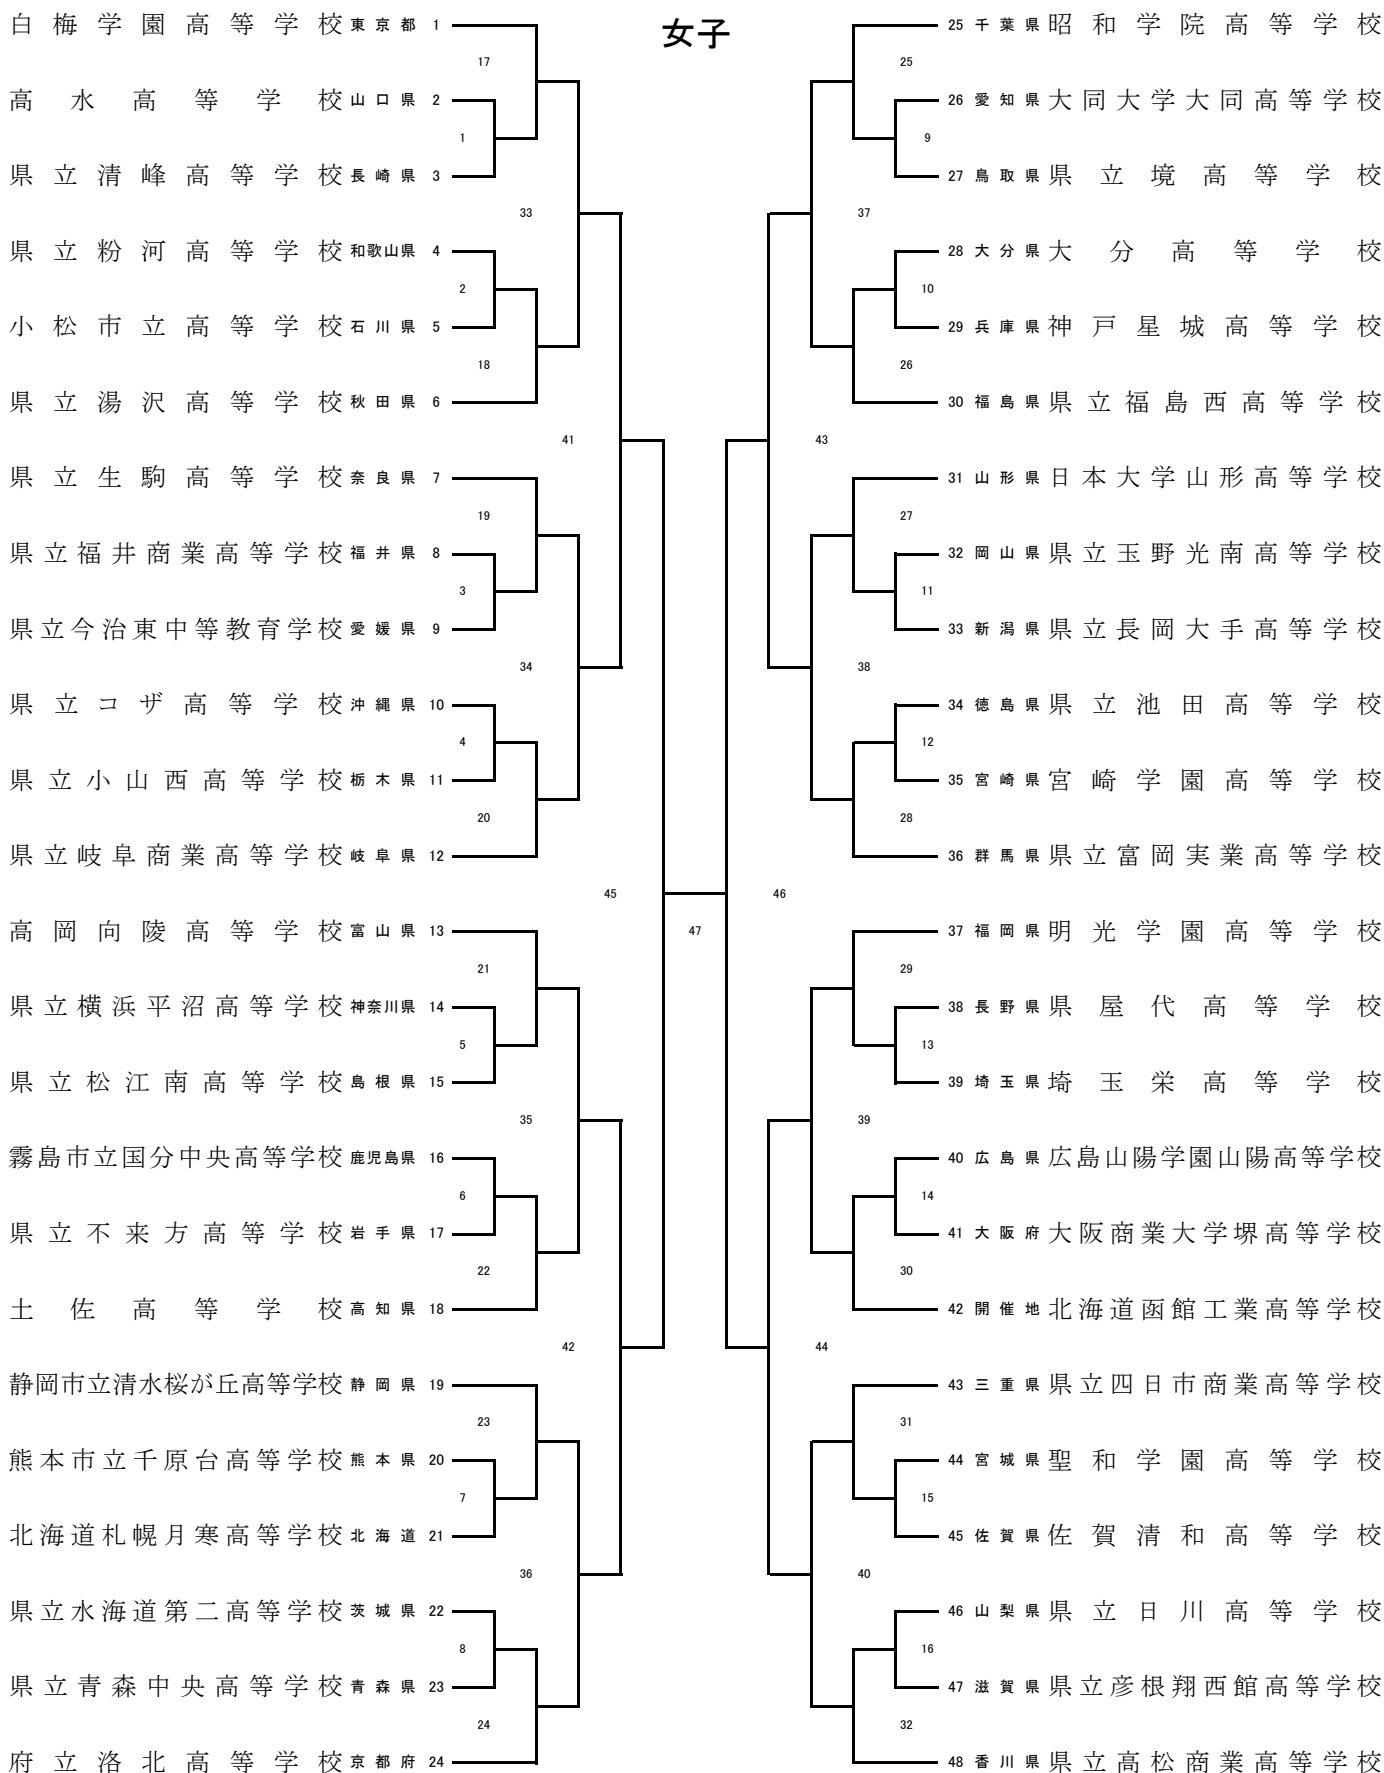 女子
白梅学園高等学校 東京都 1
17
高水高等学校 山口県 2
1
県立清峰高等学校 長崎県 3
33
県立粉河高等学校 和歌山県 4
2
小松市立高等学校 石川県 5
18
県立湯沢高等学校 秋田県 6
41
県立生駒高等学校 奈良県 7
19
県立福井商業高等学校 福井県 8
3
県立今治東中等教育学校 愛媛県 9
34
県立コザ高等学校 沖縄県 10
4
県立小山西高等学校 栃木県 11
20
県立岐阜商業高等学校 岐阜県 12
45
高岡向陵高等学校 富山県 13
21
県立横浜平沼高等学校 神奈川県 14
5
県立松江南高等学校 島根県 15
35
霧島市立国分中央高等学校 鹿児島県 16
6
県立不来方高等学校 岩手県 17
22
土佐高等学校 高知県 18
42
静岡市立清水桜が丘高等学校 静岡県 19
23
熊本市立千原台高等学校 熊本県 20
7
北海道札幌月寒高等学校 北海道 21
36
県立水海道第二高等学校 茨城県 22
8
県立青森中央高等学校 青森県 23
24
府立洛北高等学校 京都府 24
47
25 千葉県 昭和学院高等学校
25
26 愛知県 大同大学大同高等学校
9
27 鳥取県 県立境高等学校
37
28 大分県 大分高等学校
10
29 兵庫県 神戸星城高等学校
26
30 福島県 県立福島西高等学校
43
31 山形県 日本大学山形高等学校
27
32 岡山県 県立玉野光南高等学校
11
33 新潟県 県立長岡大手高等学校
38
34 徳島県 県立池田高等学校
12
35 宮崎県 宮崎学園高等学校
28
36 群馬県 県立富岡実業高等学校
46
37 福岡県 明光学園高等学校
29
38 長野県 県屋代高等学校
13
39 埼玉県 埼玉栄高等学校
39
40 広島県 広島山陽学園山陽高等学校
14
41 大阪府 大阪商業大学堺高等学校
30
42 開催地 北海道函館工業高等学校
44
43 三重県 県立四日市商業高等学校
31
44 宮城県 聖和学園高等学校
15
45 佐賀県 佐賀清和高等学校
40
46 山梨県 県立日川高等学校
16
47 滋賀県 県立彦根翔西館高等学校
32
48 香川県 県立高松商業高等学校